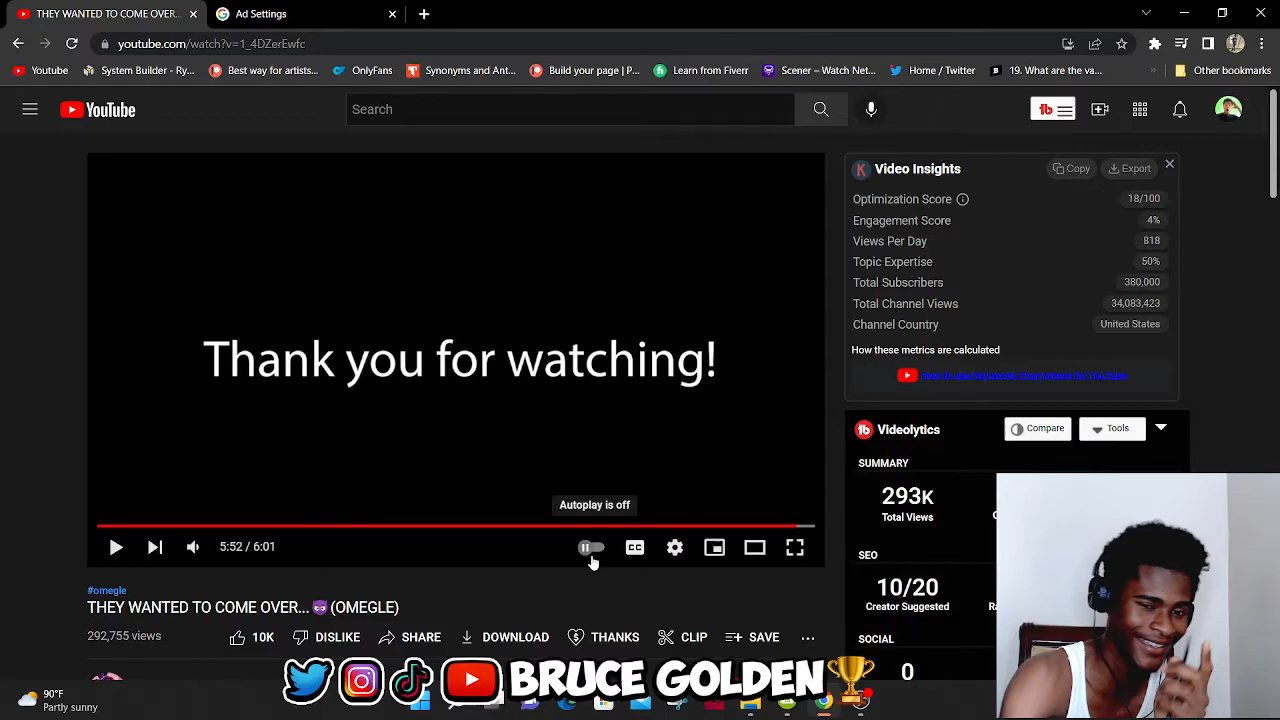 THEY WANTED TO COME OVER...
Ad Settings
youtube.com/watch?v=1_4DZerEwfc
Youtube
System Builder - Ry...
Best way for artists...
OnlyFans
Synonyms and Ant...
Build your page | P...
Learn from Fiverr
Scener – Watch Net...
Home / Twitter
19. What are the va...
Other bookmarks
YouTube
Search
Thank you for watching!
Autoplay is off
5:52 / 6:01
CC
#omegle
THEY WANTED TO COME OVER...😈(OMEGLE)
292,755 views
10K
DISLIKE
SHARE
DOWNLOAD
THANKS
CLIP
SAVE
Video Insights
Copy
Export
Optimization Score
18/100
Engagement Score
4%
Views Per Day
818
Topic Expertise
50%
Total Subscribers
380,000
Total Channel Views
34,083,423
Channel Country
United States
How these metrics are calculated
Videolytics
Compare
Tools
SUMMARY
293K
Total Views
SEO
10/20
Creator Suggested
SOCIAL
0
BRUCE GOLDEN🏆
90°F
Partly sunny